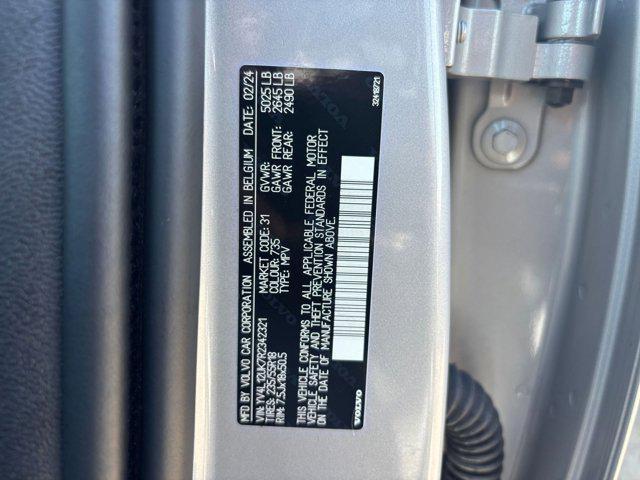 MFD BY VOLVO CAR CORPORATION ASSEMBLED IN BELGIUM DATE: 02/24
VIN: YV4L12UK7R2342321 MARKET CODE: 31 GVWR: 5025 LB
TIRES: 235/55R18 COLOUR: 735 GAWR FRONT: 2645 LB
RIM: 7.5Jx18x50.5 TYPE: MPV GAWR REAR: 2490 LB
THIS VEHICLE CONFORMS TO ALL APPLICABLE FEDERAL MOTOR
VEHICLE SAFETY AND THEFT PREVENTION STANDARDS IN EFFECT
ON THE DATE OF MANUFACTURE SHOWN ABOVE.
VOLVO
32418721